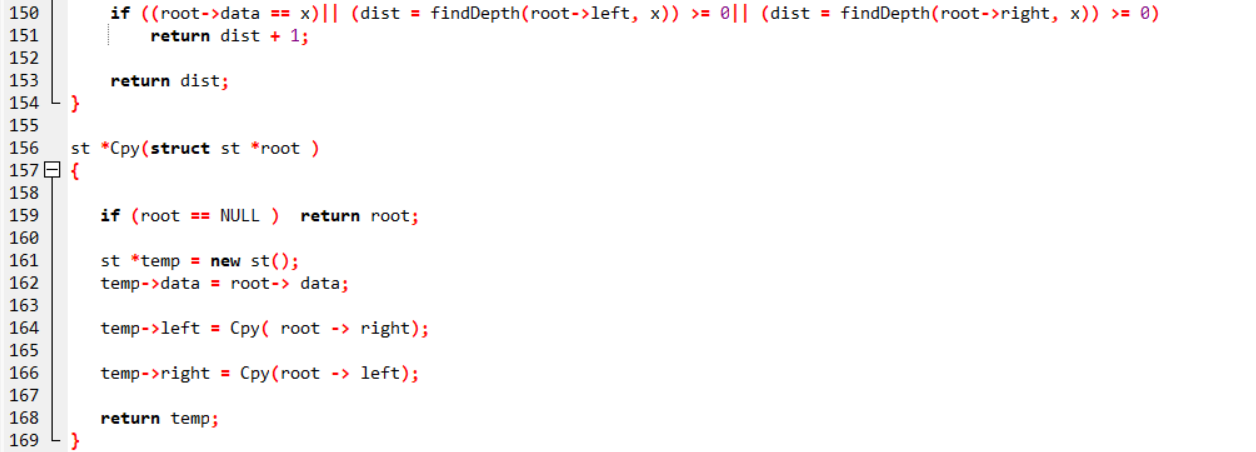 150 if ((root->data == x)|| (dist = findDepth(root->left, x)) >= 0|| (dist = findDepth(root->right, x)) >= 0)
151 return dist + 1;
152
153 return dist;
154 }
155
156 st *Cpy(struct st *root )
157 {
158
159 if (root == NULL ) return root;
160
161 st *temp = new st();
162 temp->data = root-> data;
163
164 temp->left = Cpy( root -> right);
165
166 temp->right = Cpy(root -> left);
167
168 return temp;
169 }